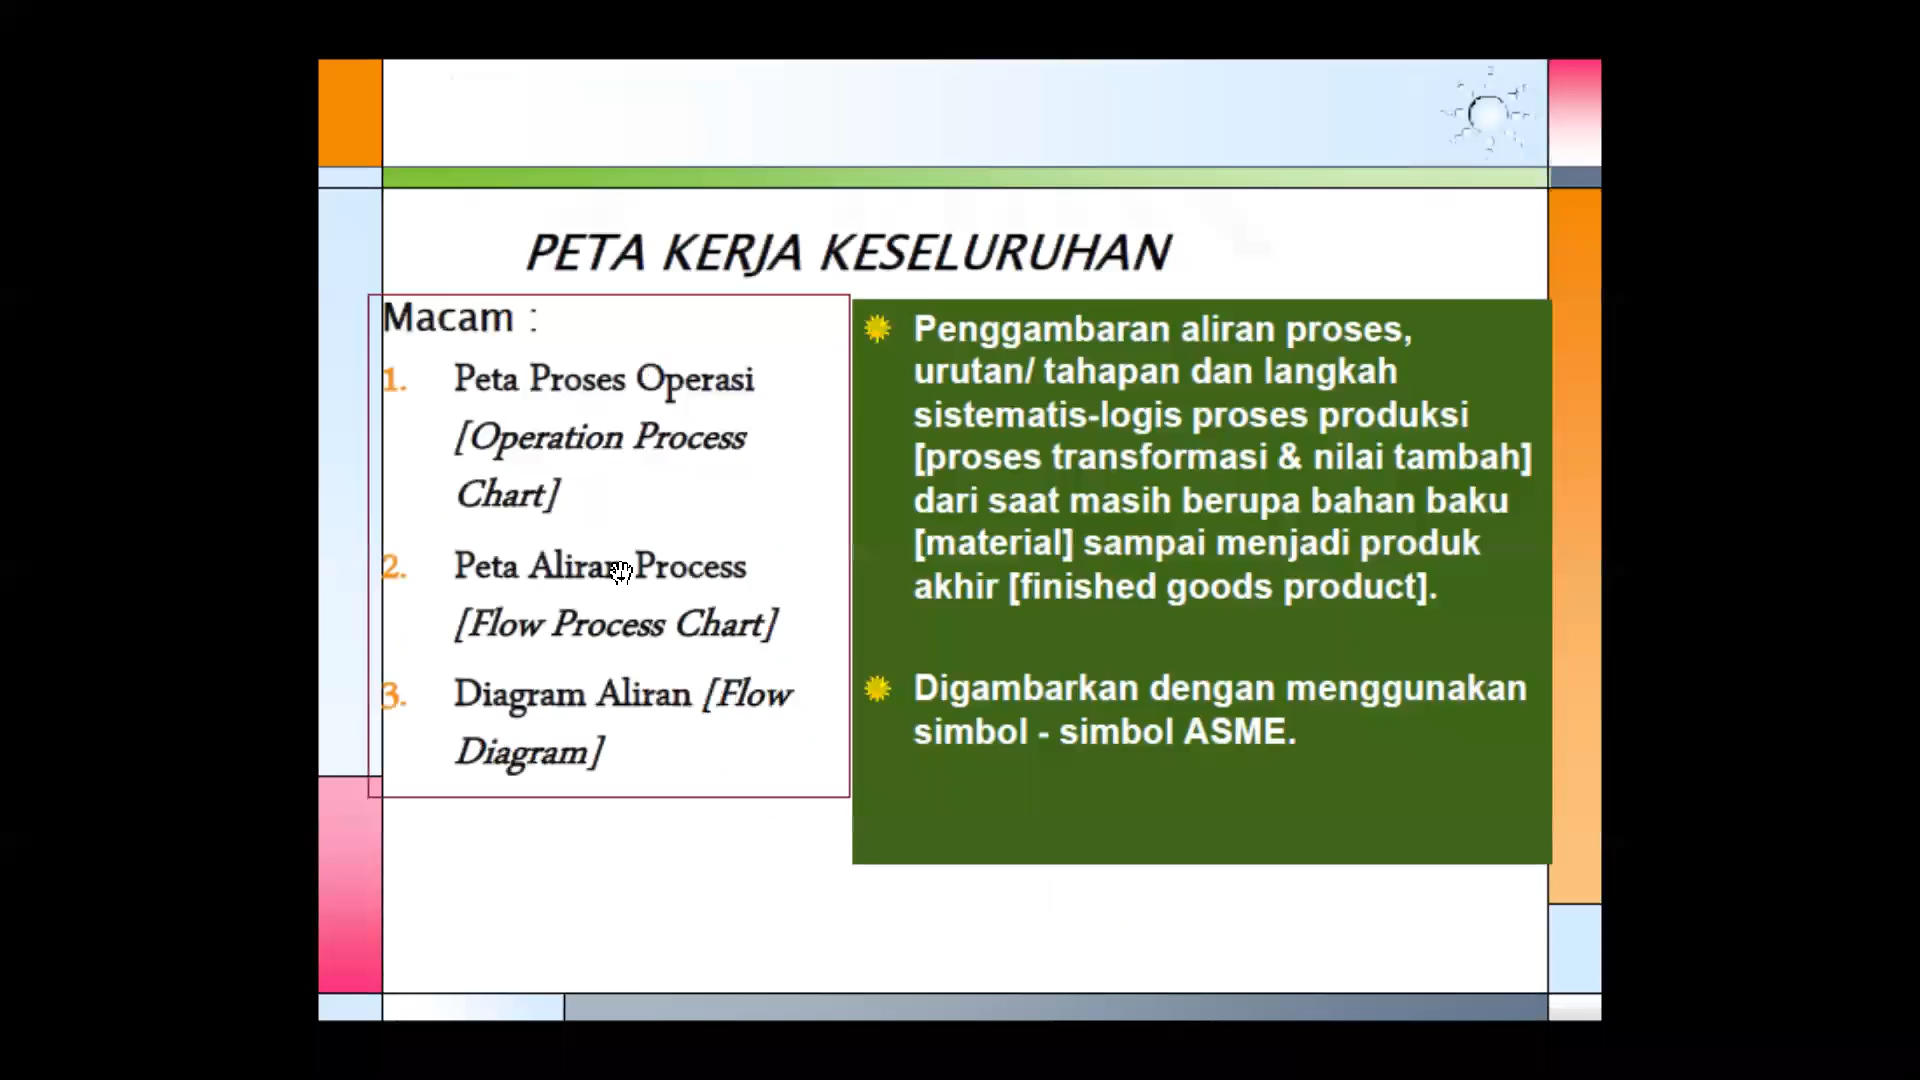 PETA KERJA KESELURUHAN
Macam :
1. Peta Proses Operasi
[Operation Process
Chart]
2. Peta Aliran Process
[Flow Process Chart]
3. Diagram Aliran [Flow
Diagram]
Penggambaran aliran proses,
urutan/ tahapan dan langkah
sistematis-logis proses produksi
[proses transformasi & nilai tambah]
dari saat masih berupa bahan baku
[material] sampai menjadi produk
akhir [finished goods product].
Digambarkan dengan menggunakan
simbol - simbol ASME.